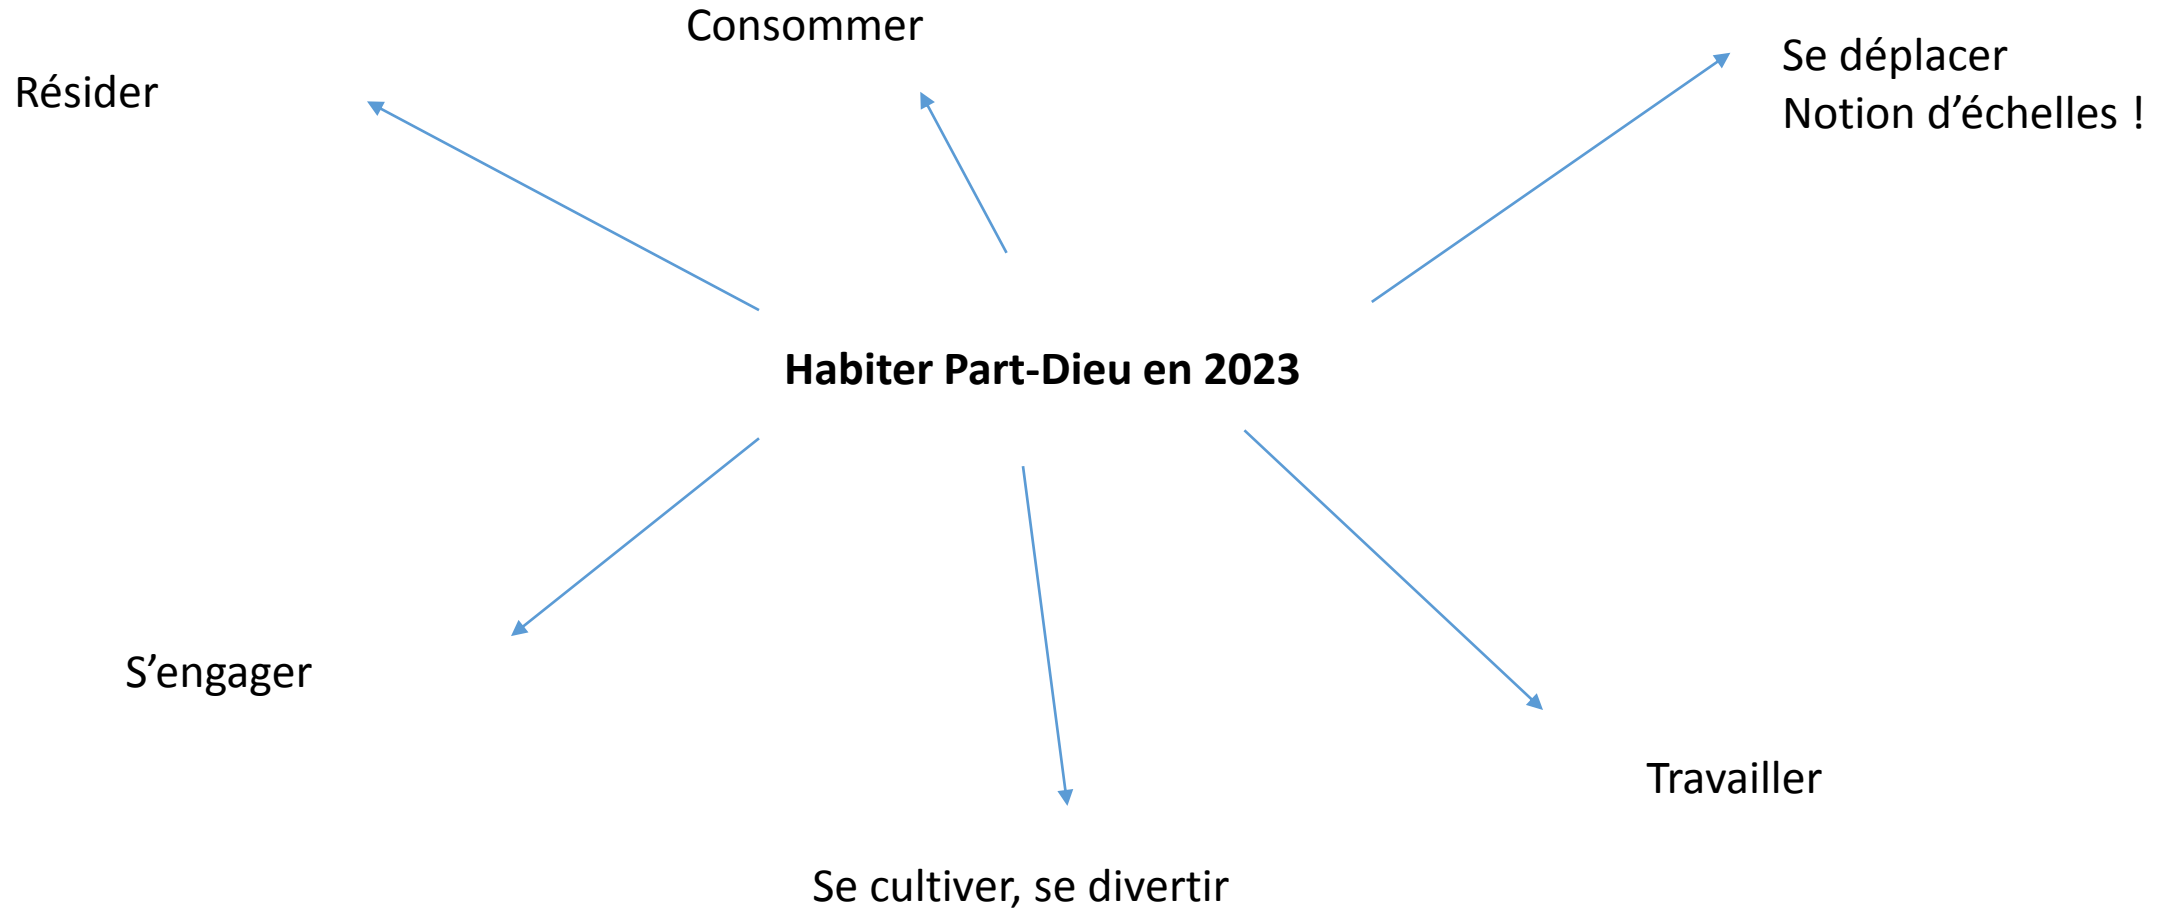 Consommer
Se déplacer
Notion d’échelles !
Résider
Habiter Part-Dieu en 2023
S’engager
Travailler
Se cultiver, se divertir